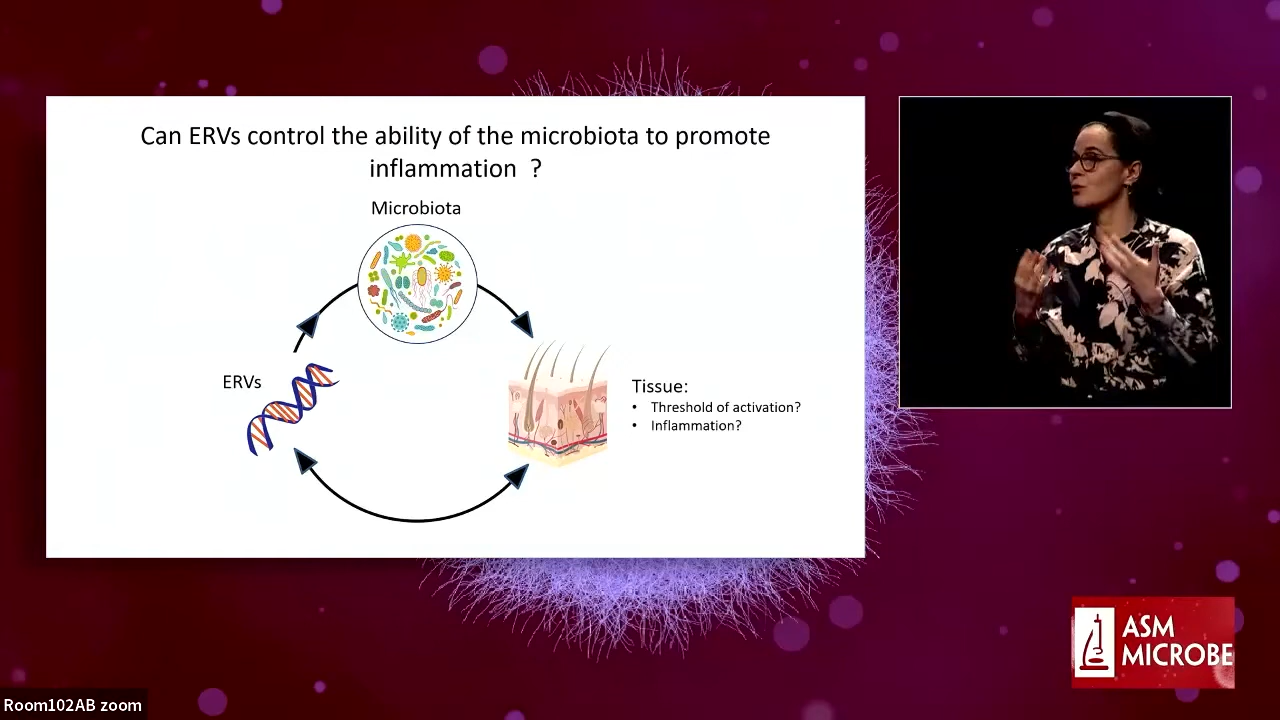 Can ERVs control the ability of the microbiota to promote
inflammation ?
Microbiota
ERVs
Tissue:
• Threshold of activation?
• Inflammation?
ASM
MICROBE
Room102AB zoom